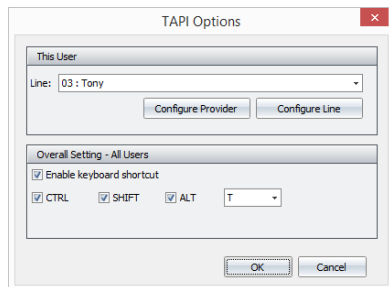 TAPI Options
This User
Line: 03 : Tony
Configure Provider Configure Line
Overall Setting - All Users
Enable keyboard shortcut
CTRL SHIFT ALT T
OK Cancel